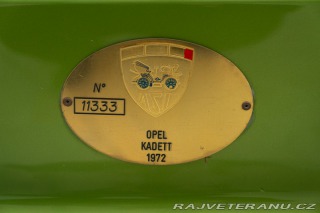 N°
11333
OPEL
KADETT
1972
RAJVETERANU.CZ